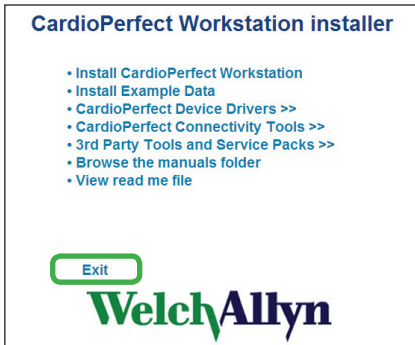 CardioPerfect Workstation installer
• Install CardioPerfect Workstation
• Install Example Data
• CardioPerfect Device Drivers >>
• CardioPerfect Connectivity Tools >>
• 3rd Party Tools and Service Packs >>
• Browse the manuals folder
• View read me file
Exit
WelchAllyn